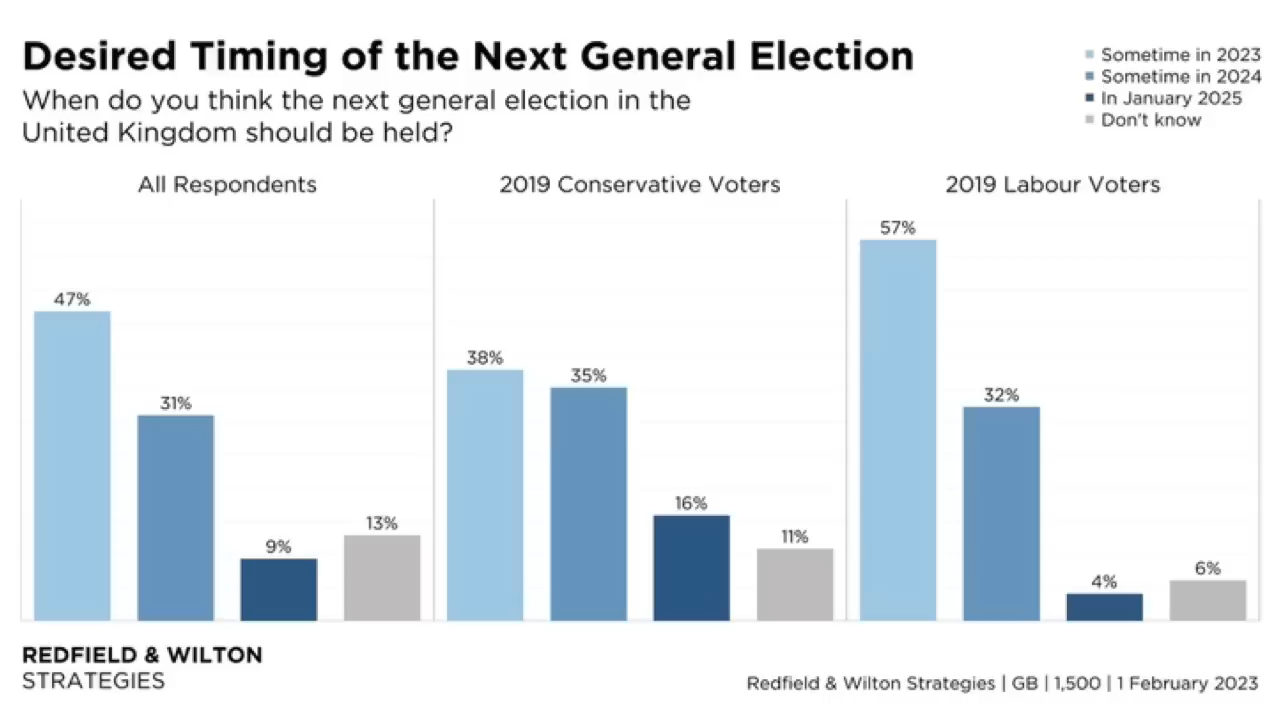 Desired Timing of the Next General Election
When do you think the next general election in the
United Kingdom should be held?
Sometime in 2023
Sometime in 2024
In January 2025
Don't know
All Respondents
47%
31%
9%
13%
2019 Conservative Voters
38%
35%
16%
11%
2019 Labour Voters
57%
32%
4%
6%
REDFIELD & WILTON
STRATEGIES
Redfield & Wilton Strategies | GB | 1,500 | 1 February 2023